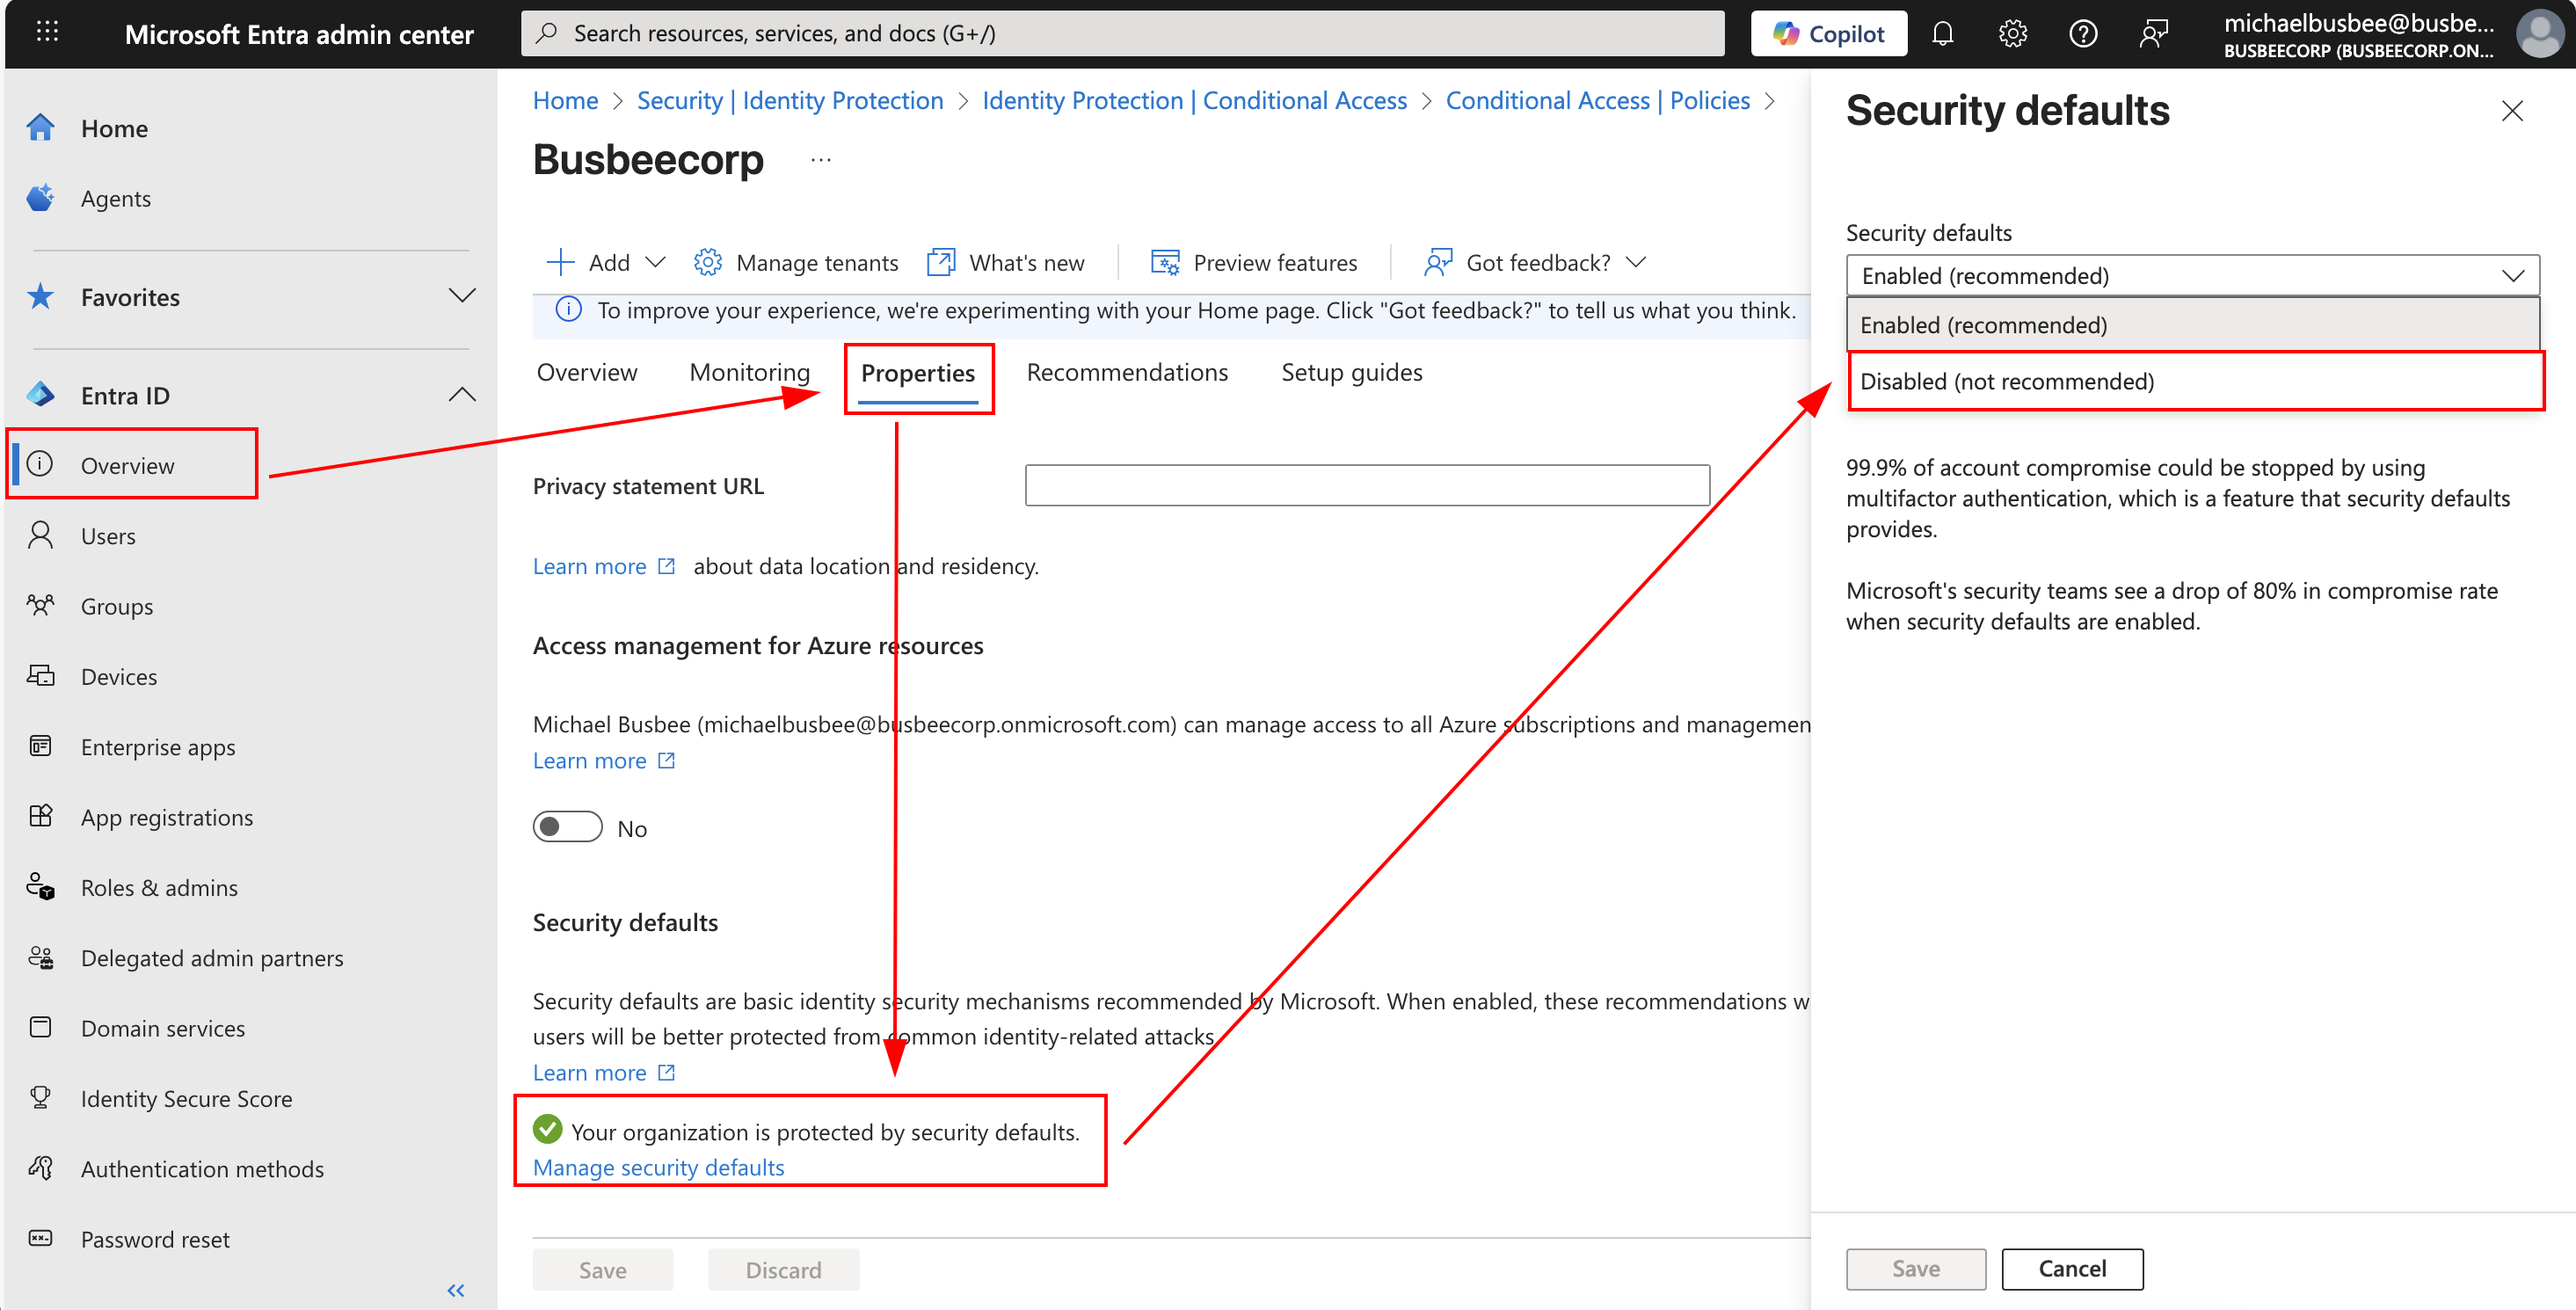 Microsoft Entra admin center
Search resources, services, and docs (G+/)
Copilot
michaelbusbee@busbe...
BUSBEECORP (BUSBEECORP.ON...
Home
Agents
Favorites
Entra ID
Overview
Users
Groups
Devices
Enterprise apps
App registrations
Roles & admins
Delegated admin partners
Domain services
Identity Secure Score
Authentication methods
Password reset
Home > Security | Identity Protection > Identity Protection | Conditional Access > Conditional Access | Policies >
Busbeecorp ...
Add
Manage tenants
What's new
Preview features
Got feedback?
To improve your experience, we're experimenting with your Home page. Click "Got feedback?" to tell us what you think.
Overview
Monitoring
Properties
Recommendations
Setup guides
Privacy statement URL
Learn more about data location and residency.
Access management for Azure resources
Michael Busbee (michaelbusbee@busbeecorp.onmicrosoft.com) can manage access to all Azure subscriptions and managemen
Learn more
No
Security defaults
Security defaults are basic identity security mechanisms recommended by Microsoft. When enabled, these recommendations w
users will be better protected from common identity-related attacks.
Learn more
Your organization is protected by security defaults.
Manage security defaults
Save
Discard
Security defaults
Security defaults
Enabled (recommended)
Enabled (recommended)
Disabled (not recommended)
99.9% of account compromise could be stopped by using
multifactor authentication, which is a feature that security defaults
provides.
Microsoft's security teams see a drop of 80% in compromise rate
when security defaults are enabled.
Save
Cancel